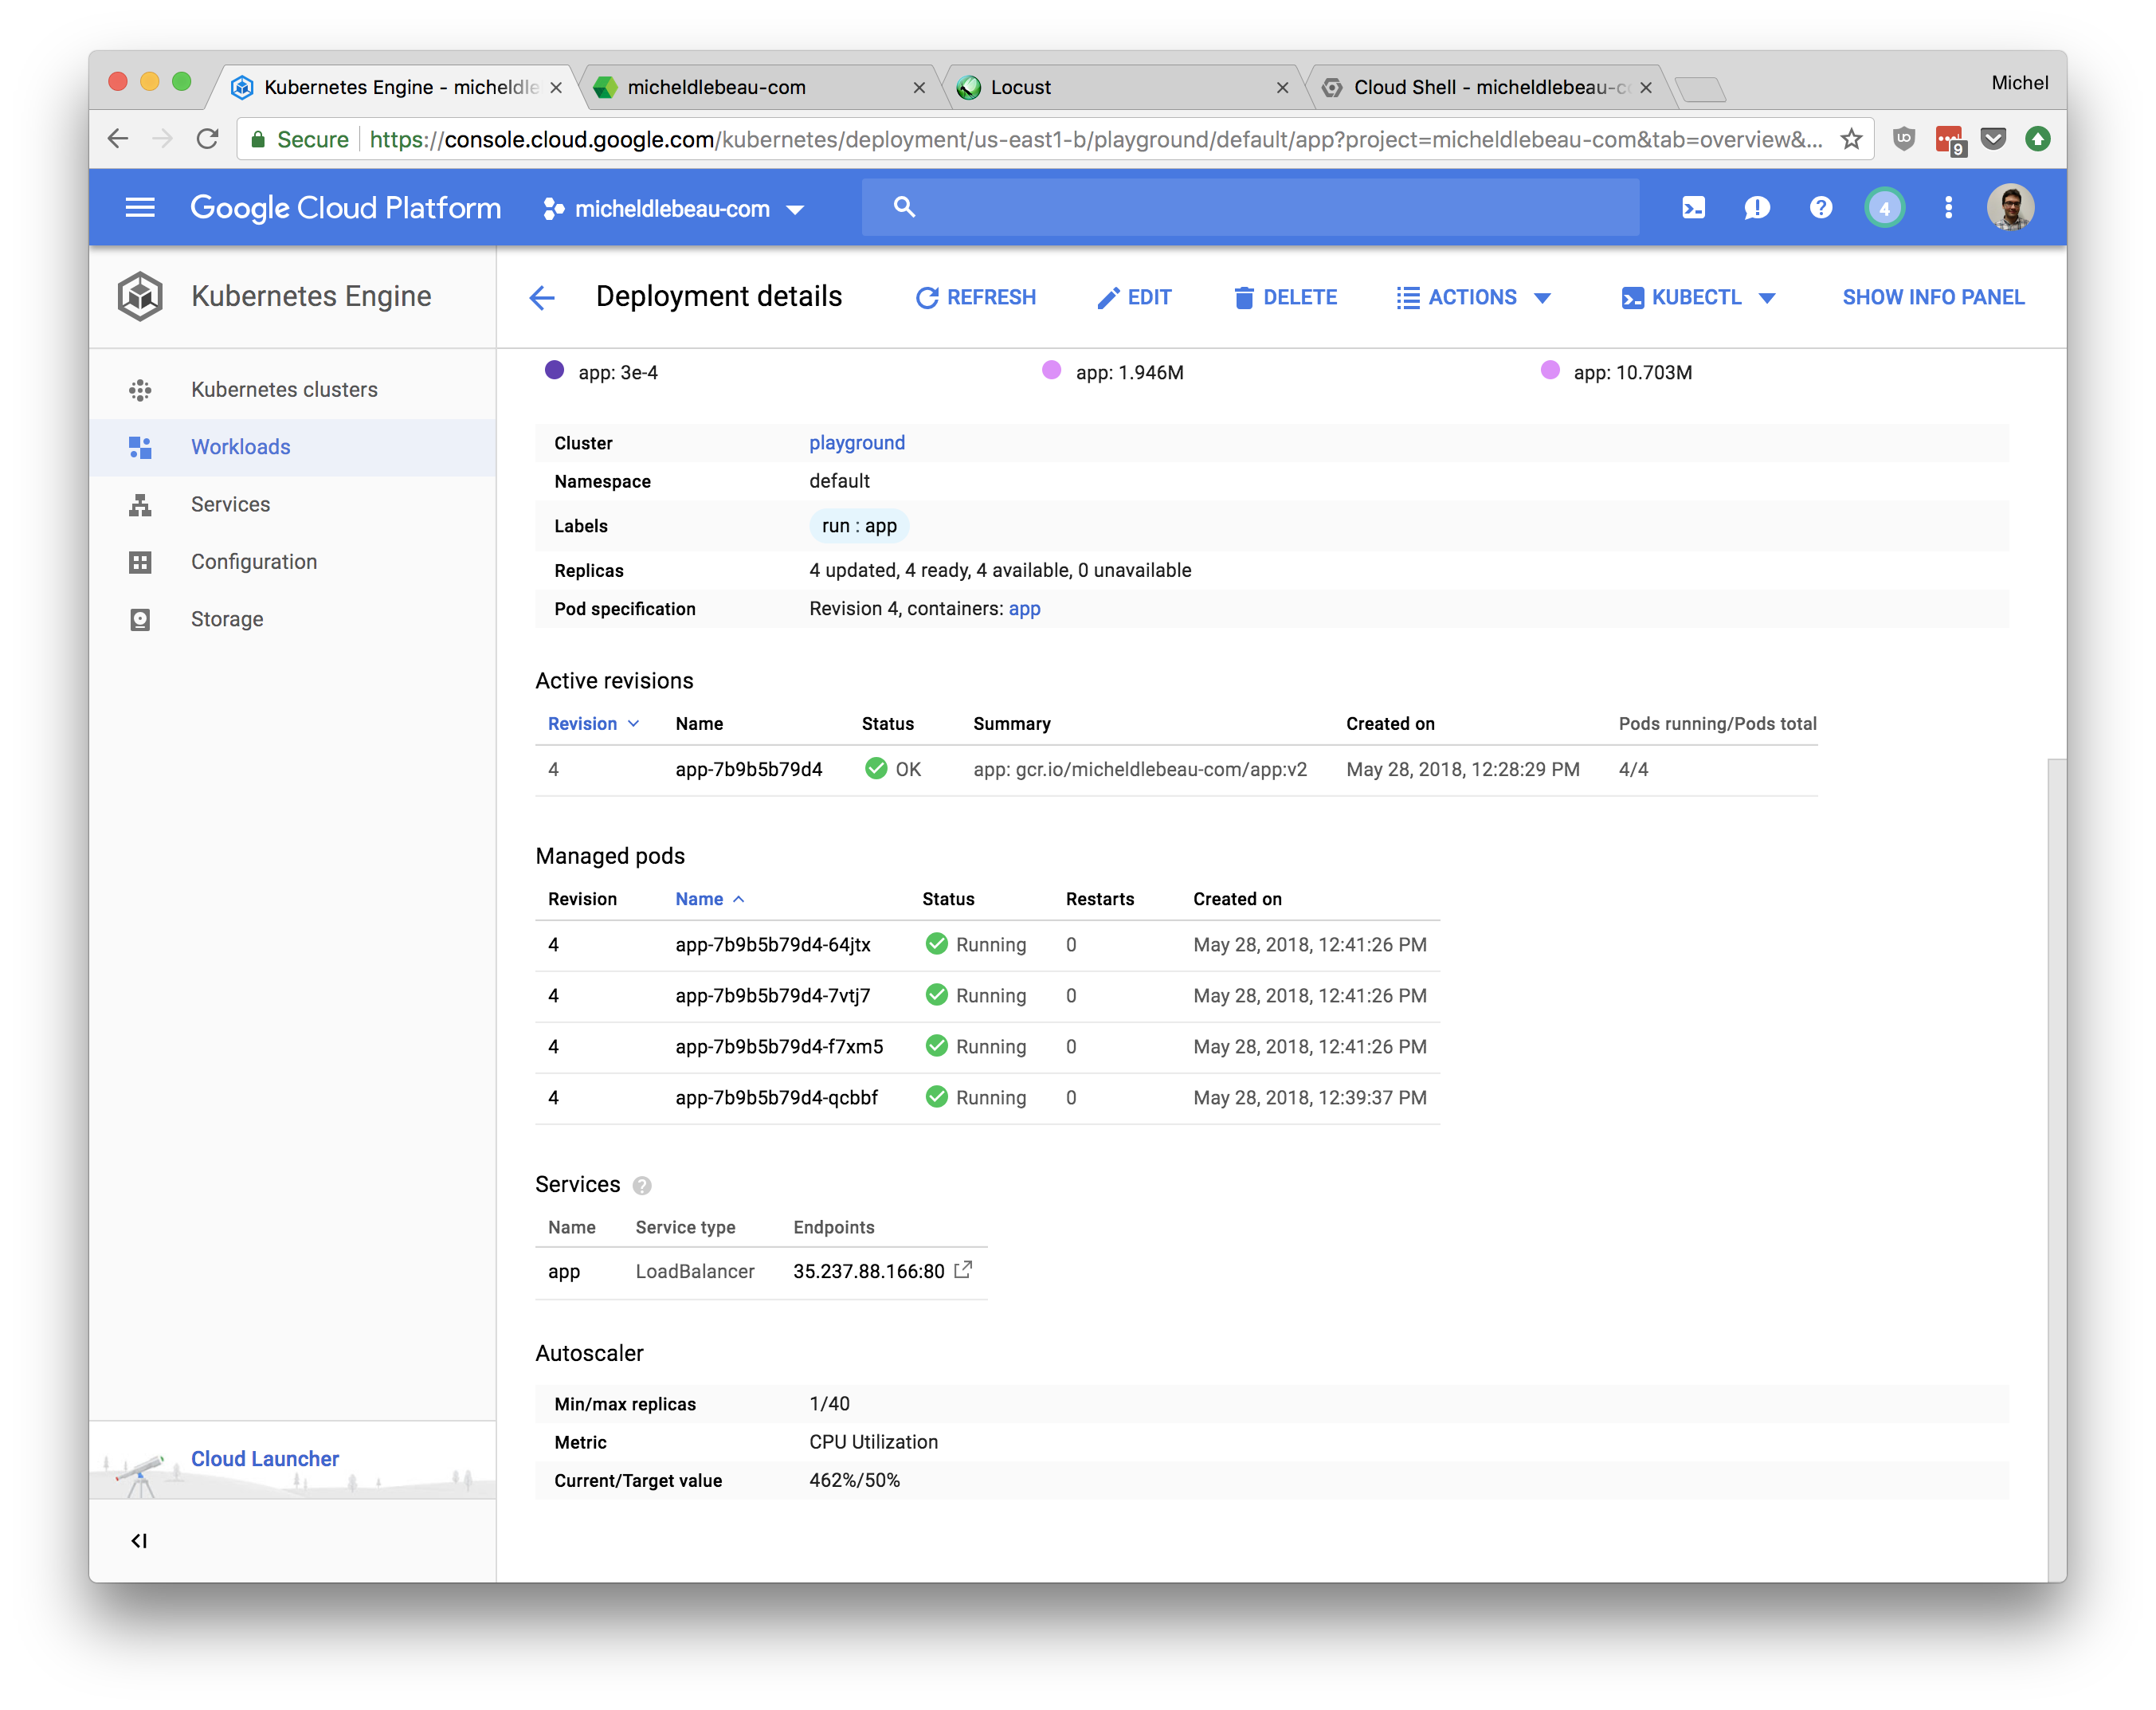 Kubernetes Engine - micheldle
micheldlebeau-com
Locust
Cloud Shell - micheldlebeau-c
Michel
Secure https://console.cloud.google.com/kubernetes/deployment/us-east1-b/playground/default/app?project=micheldlebeau-com&tab=overview&...
9
Google Cloud Platform micheldlebeau-com
4
Kubernetes Engine
Deployment details REFRESH EDIT DELETE ACTIONS KUBECTL SHOW INFO PANEL
Kubernetes clusters
Workloads
Services
Configuration
Storage
Cloud Launcher
app: 3e-4 app: 1.946M app: 10.703M
Cluster playground
Namespace default
Labels run : app
Replicas 4 updated, 4 ready, 4 available, 0 unavailable
Pod specification Revision 4, containers: app
Active revisions
Revision Name Status Summary Created on Pods running/Pods total
4 app-7b9b5b79d4 OK app: gcr.io/micheldlebeau-com/app:v2 May 28, 2018, 12:28:29 PM 4/4
Managed pods
Revision Name Status Restarts Created on
4 app-7b9b5b79d4-64jtx Running 0 May 28, 2018, 12:41:26 PM
4 app-7b9b5b79d4-7vtj7 Running 0 May 28, 2018, 12:41:26 PM
4 app-7b9b5b79d4-f7xm5 Running 0 May 28, 2018, 12:41:26 PM
4 app-7b9b5b79d4-qcbbf Running 0 May 28, 2018, 12:39:37 PM
Services ?
Name Service type Endpoints
app LoadBalancer 35.237.88.166:80
Autoscaler
Min/max replicas 1/40
Metric CPU Utilization
Current/Target value 462%/50%